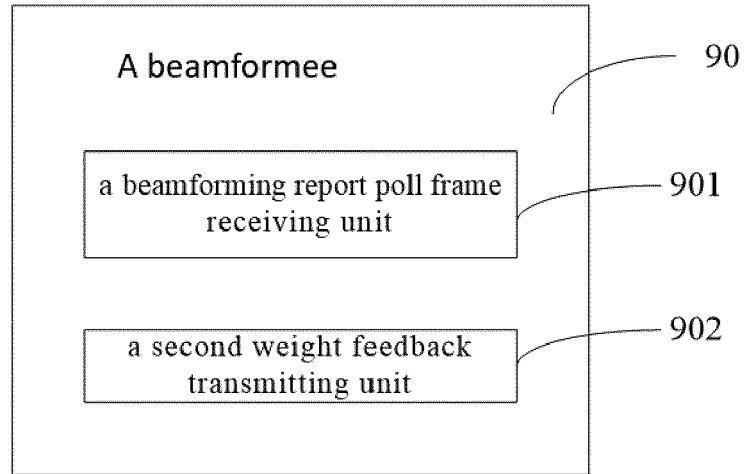 A beamformee
90
a beamforming report poll frame
receiving unit
901
a second weight feedback
transmitting unit
902